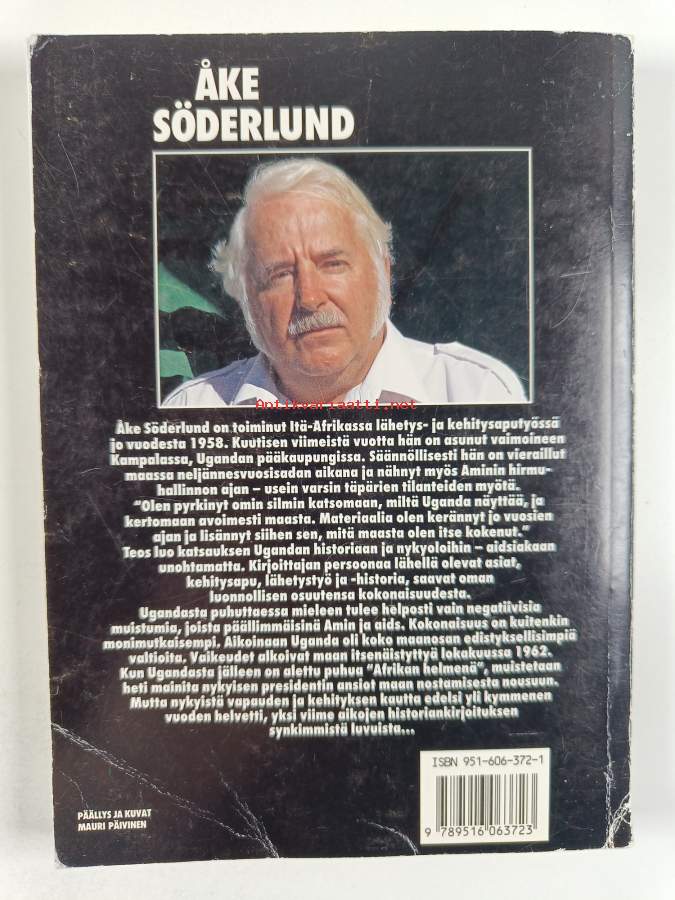 ÅKE
SÖDERLUND
Antikvariaatti.net
Åke Söderlund on toiminut Itä-Afrikassa lähetys- ja kehitysaputyössä
jo vuodesta 1958. Kuutisen viimeistä vuotta hän on asunut vaimoineen
Kampalassa, Ugandan pääkaupungissa. Säännöllisesti hän on vieraillut
maassa neljännesvuosisadan aikana ja nähnyt myös Aminin hirmu-
hallinnon ajan – usein varsin täpärien tilanteiden myötä.
"Olen pyrkinyt omin silmin katsomaan, miltä Uganda näyttää, ja
kertomaan avoimesti maasta. Materiaalia olen kerännyt jo vuosien
ajan ja lisännyt siihen sen, mitä maasta olen itse kokenut."
Teos luo katsauksen Ugandan historiaan ja nykyoloihin – aidsiakaan
unohtamatta. Kirjoittajan persoonaa lähellä olevat asiat,
kehitysapu, lähetystyö ja -historia, saavat oman
luonnollisen osuutensa kokonaisuudesta.
Ugandasta puhuttaessa mieleen tulee helposti vain negatiivisia
muistumia, joista päällimmäisinä Amin ja aids. Kokonaisuus on kuitenkin
monimutkaisempi. Aikoinaan Uganda oli koko maanosan edistyksellisimpiä
valtioita. Vaikeudet alkoivat maan itsenäistyttyä lokakuussa 1962.
Kun Ugandasta jälleen on alettu puhua "Afrikan helmenä", muistetaan
heti mainita nykyisen presidentin ansiot maan nostamisesta nousuun.
Mutta nykyistä vapauden ja kehityksen kautta edelsi yli kymmenen
vuoden helvetti, yksi viime aikojen historiankirjoituksen
synkimmistä luvuista...
ISBN 951-606-372-1
9 789516 063723
PÄÄLLYS JA KUVAT
MAURI PÄIVINEN